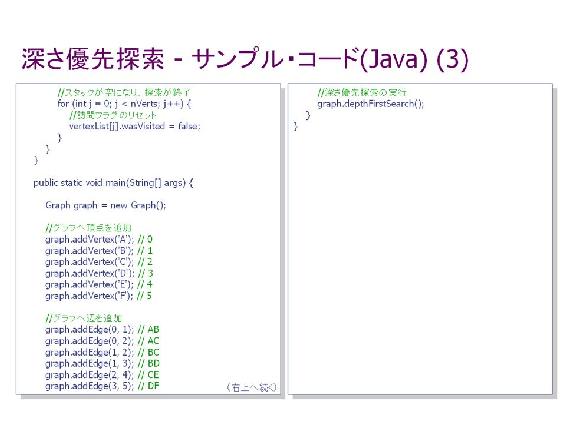 深さ優先探索 - サンプル・コード(Java) (3)
//スタックが空になり、探索が終了
for (int j = 0; j < nVerts; j++) {
//訪問フラグのリセット
vertexList[j].wasVisited = false;
}
}
}
public static void main(String[] args) {
Graph graph = new Graph();
//グラフへ頂点を追加
graph.addVertex('A'); // 0
graph.addVertex('B'); // 1
graph.addVertex('C'); // 2
graph.addVertex('D'); // 3
graph.addVertex('E'); // 4
graph.addVertex('F'); // 5
//グラフへ辺を追加
graph.addEdge(0, 1); // AB
graph.addEdge(0, 2); // AC
graph.addEdge(1, 2); // BC
graph.addEdge(1, 3); // BD
graph.addEdge(2, 4); // CE
graph.addEdge(3, 5); // DF
(右上へ続く)
//深さ優先探索の実行
graph.depthFirstSearch();
}
}